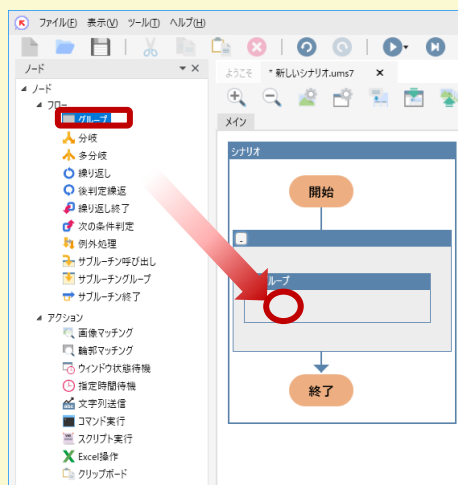 ファイル(F) 表示(V) ツール(T) ヘルプ(H)
ノード
ようこそ * 新しいシナリオ.ums7
ノード
フロー
グループ
分岐
多分岐
繰り返し
後判定繰返
繰り返し終了
次の条件判定
例外処理
サブルーチン呼び出し
サブルーチングループ
サブルーチン終了
アクション
画像マッチング
輪郭マッチング
ウィンドウ状態待機
指定時間待機
文字列送信
コマンド実行
スクリプト実行
Excel操作
クリップボード
メイン
シナリオ
開始
ループ
終了